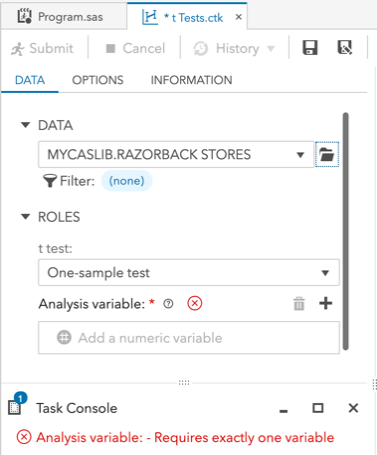 Program.sas
* t Tests.ctk
Submit Cancel History
DATA OPTIONS INFORMATION
DATA
MYCASLIB.RAZORBACK STORES
Filter: (none)
ROLES
t test:
One-sample test
Analysis variable: *
Add a numeric variable
1
Task Console
Analysis variable: - Requires exactly one variable